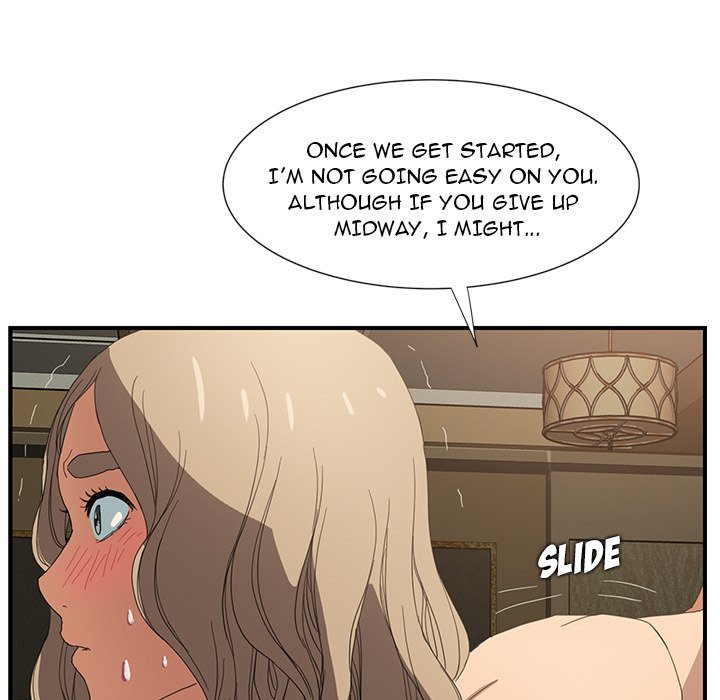 ONCE WE GET STARTED,
I'M NOT GOING EASY ON YOU.
ALTHOUGH IF YOU GIVE UP
MIDWAY, I MIGHT...
SLIDE